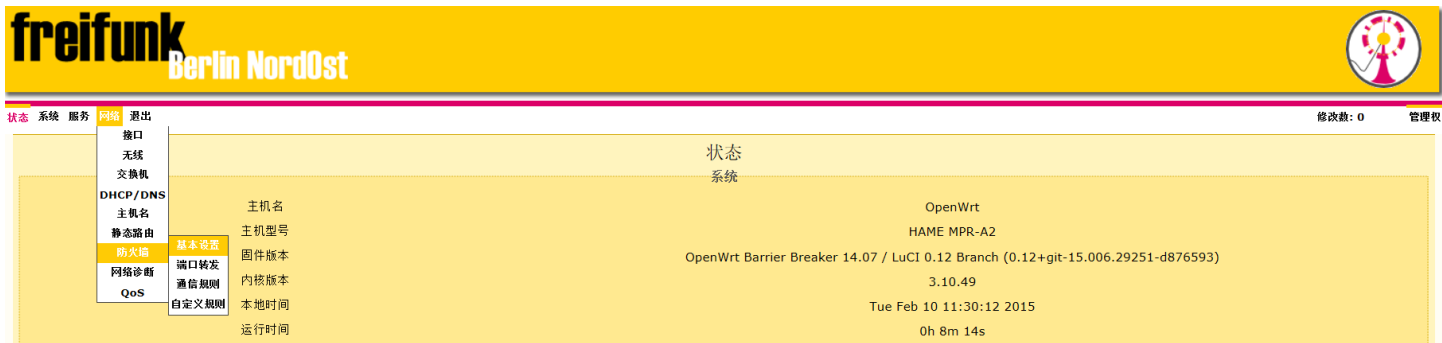 freifunk
Berlin NordOst
状态 系统 服务 网络 退出 修改数: 0 管理权
接口
无线
交换机
DHCP/DNS
主机名
静态路由
防火墙
网络诊断
QoS
基本设置
端口转发
通信规则
自定义规则
状态
系统
主机名 OpenWrt
主机型号 HAME MPR-A2
固件版本 OpenWrt Barrier Breaker 14.07 / LuCI 0.12 Branch (0.12+git-15.006.29251-d876593)
内核版本 3.10.49
本地时间 Tue Feb 10 11:30:12 2015
运行时间 0h 8m 14s